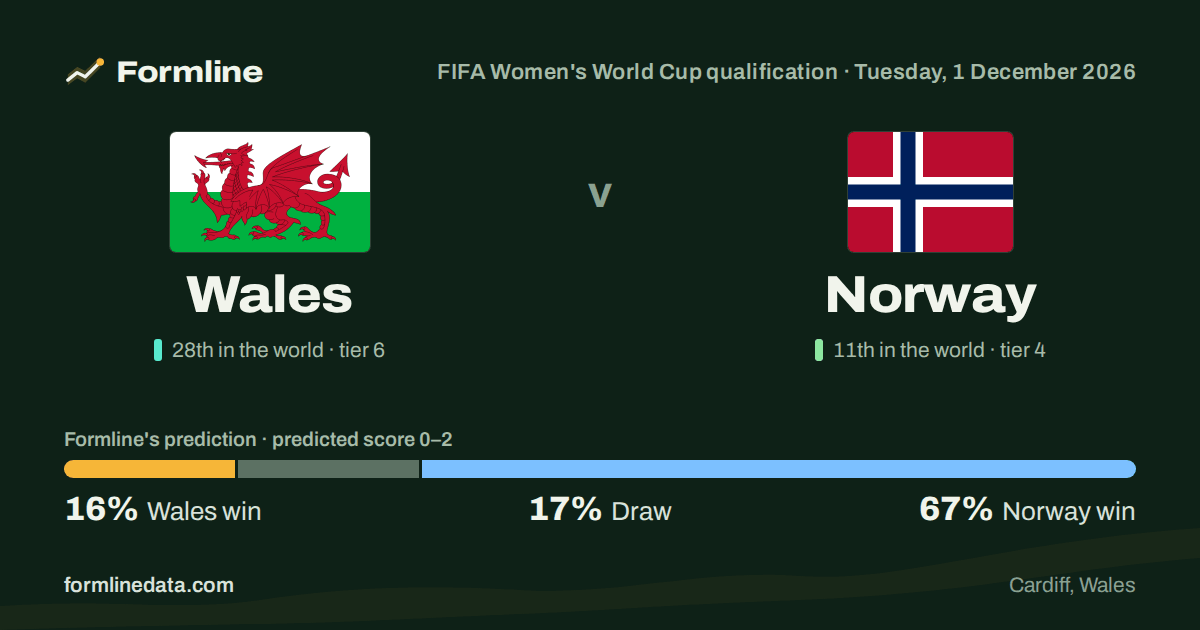 Formline
FIFA Women's World Cup qualification · Tuesday, 1 December 2026
v
Wales
Norway
28th in the world · tier 6
11th in the world · tier 4
Formline's prediction · predicted score 0–2
16% Wales win
17% Draw
67% Norway win
formlinedata.com
Cardiff, Wales